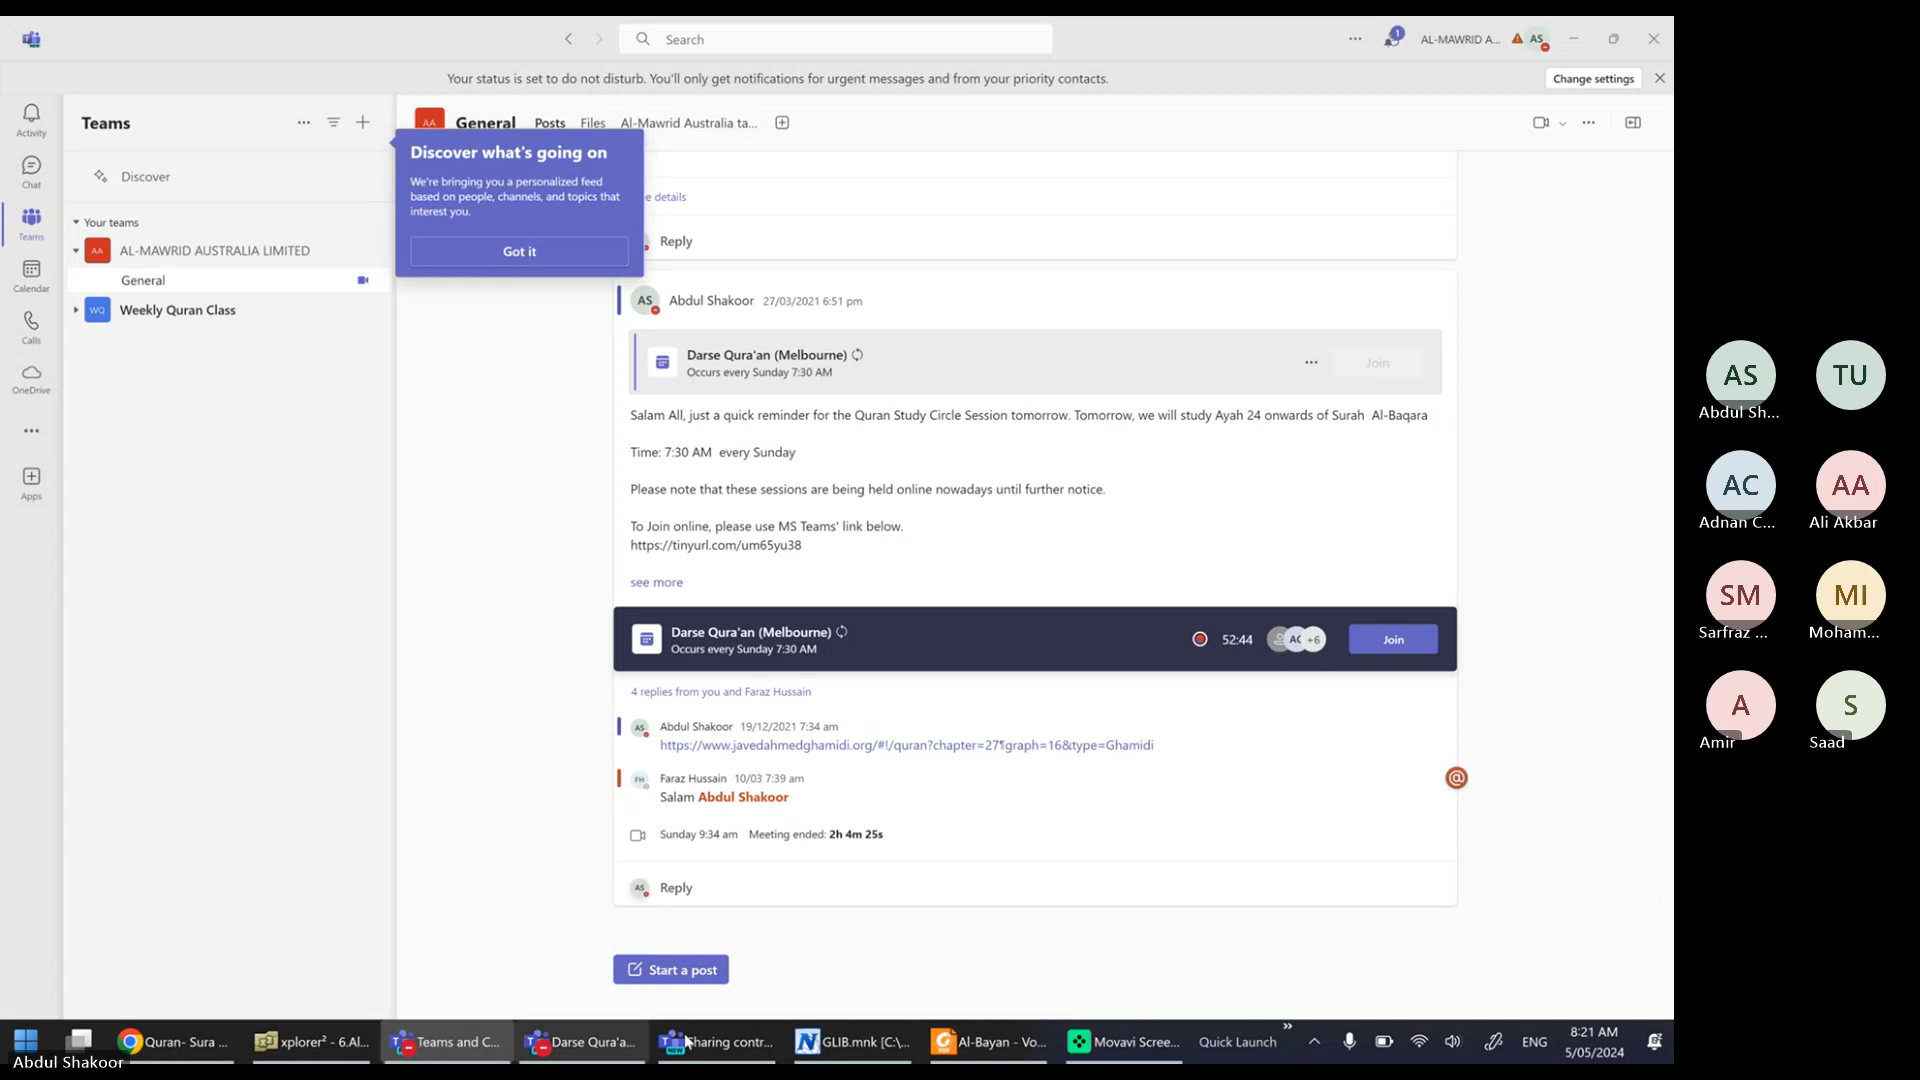 Search
1
AL-MAWRID A...
AS
Your status is set to do not disturb. You'll only get notifications for urgent messages and from your priority contacts.
Change settings
Activity
Chat
Teams
Calendar
Calls
OneDrive
Apps
Teams
Discover
Your teams
AA AL-MAWRID AUSTRALIA LIMITED
General
WQ Weekly Quran Class
AA General Posts Files Al-Mawrid Australia ta...
Discover what's going on
We're bringing you a personalized feed
based on people, channels, and topics that
interest you.
Got it
e details
Reply
AS Abdul Shakoor 27/03/2021 6:51 pm
Darse Qura'an (Melbourne)
Occurs every Sunday 7:30 AM
Join
Salam All, just a quick reminder for the Quran Study Circle Session tomorrow. Tomorrow, we will study Ayah 24 onwards of Surah Al-Baqara
Time: 7:30 AM every Sunday
Please note that these sessions are being held online nowadays until further notice.
To Join online, please use MS Teams' link below.
https://tinyurl.com/um65yu38
see more
Darse Qura'an (Melbourne)
Occurs every Sunday 7:30 AM
52:44
AC
+6
Join
4 replies from you and Faraz Hussain
AS Abdul Shakoor 19/12/2021 7:34 am
https://www.javedahmedghamidi.org/#!/quran?chapter=27¶graph=16&type=Ghamidi
FH Faraz Hussain 10/03 7:39 am
Salam Abdul Shakoor
@
Sunday 9:34 am Meeting ended: 2h 4m 25s
AS Reply
Start a post
AS
Abdul Sh...
TU
AC
Adnan C...
AA
Ali Akbar
SM
Sarfraz ...
MI
Moham...
A
Amir
S
Saad
Quran- Sura ...
xplorer² - 6.Al...
Teams and C...
Darse Qura'a...
NEW
Sharing contr...
GLIB.mnk [C:\...
Al-Bayan - Vo...
Movavi Scree...
Quick Launch
»
ENG
8:21 AM
5/05/2024
Abdul Shakoor